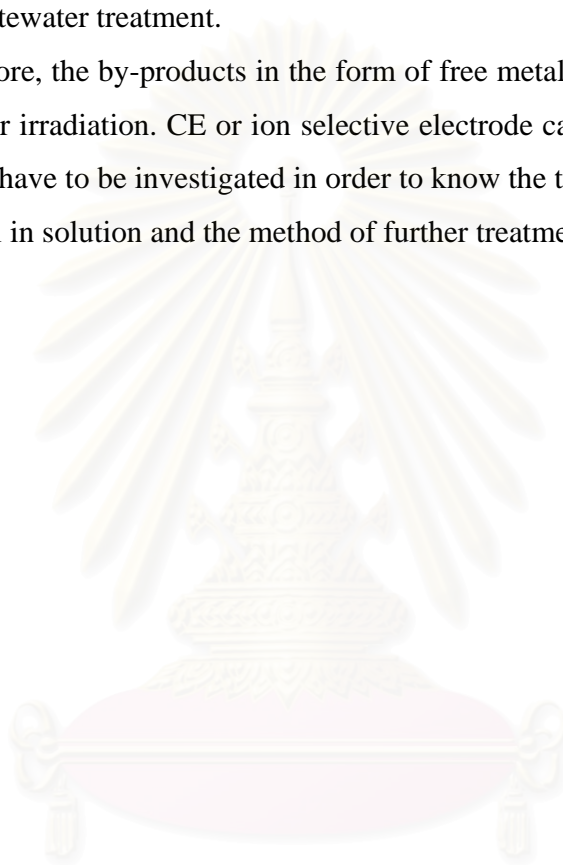 tewater treatment.
ore, the by-products in the form of free metal
r irradiation. CE or ion selective electrode ca
have to be investigated in order to know the t
in solution and the method of further treatme